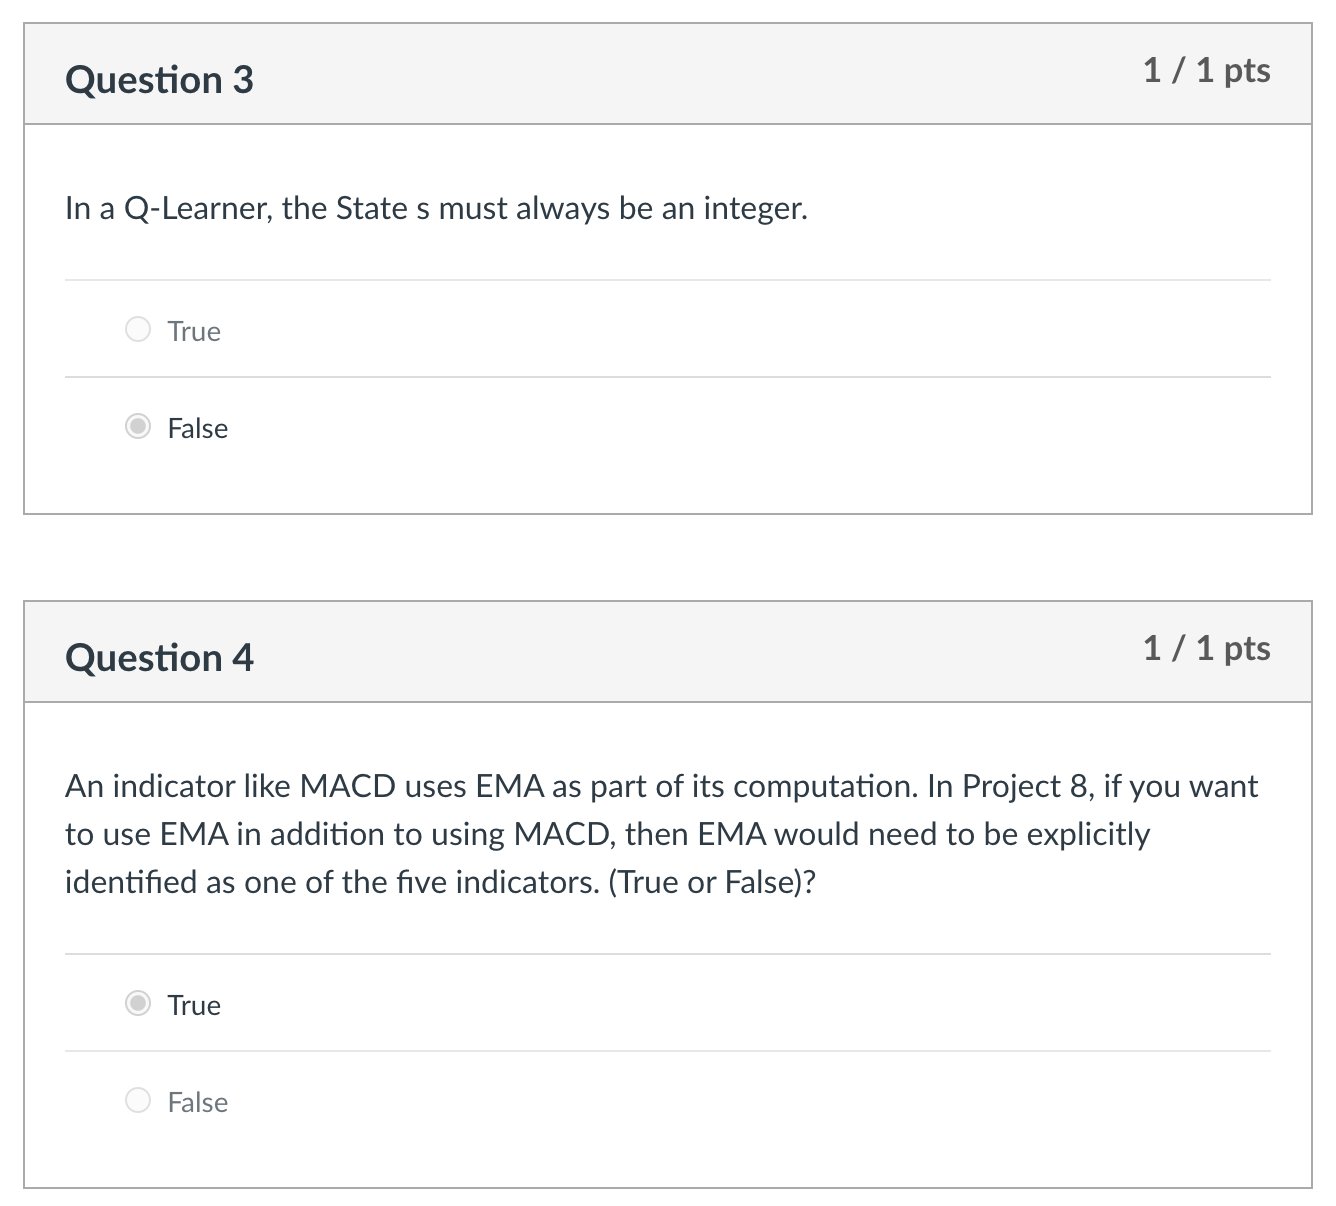 Question 3
1 / 1 pts
In a Q-Learner, the State s must always be an integer.
True
False
Question 4
1 / 1 pts
An indicator like MACD uses EMA as part of its computation. In Project 8, if you want
to use EMA in addition to using MACD, then EMA would need to be explicitly
identified as one of the five indicators. (True or False)?
True
False